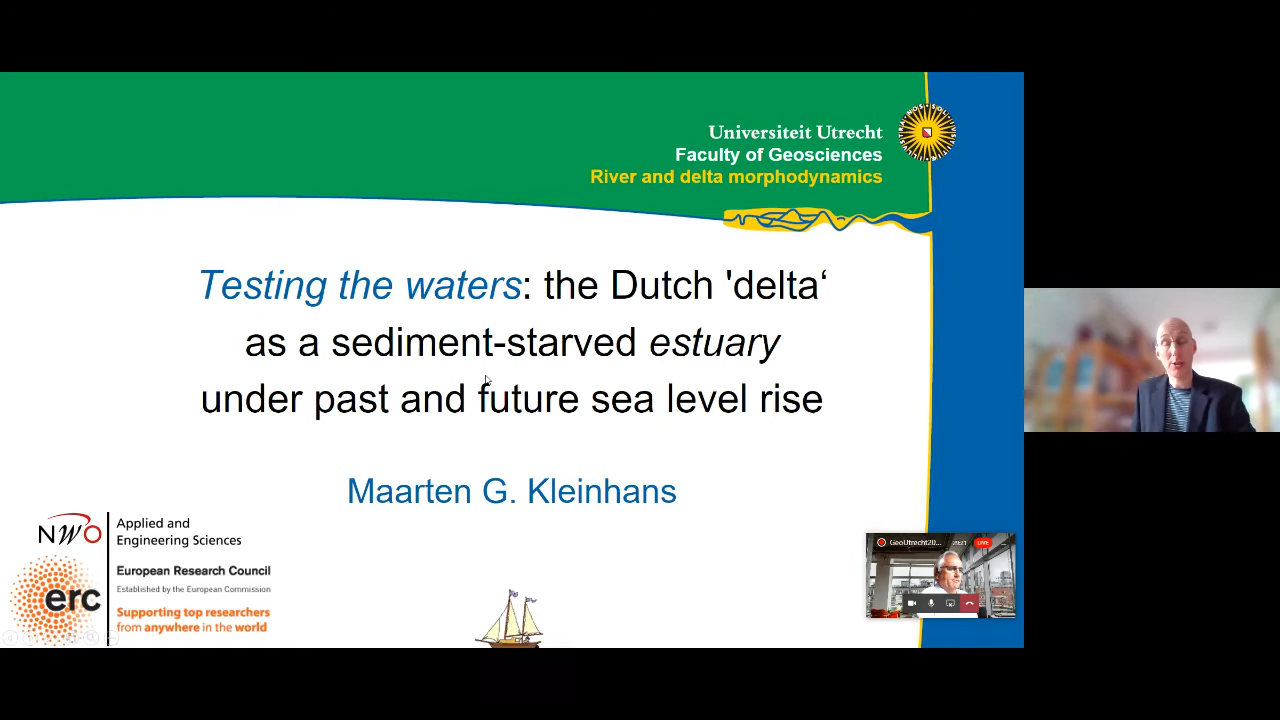 Universiteit Utrecht
Faculty of Geosciences
River and delta morphodynamics
Testing the waters: the Dutch 'delta‘
as a sediment-starved estuary
under past and future sea level rise
Maarten G. Kleinhans
NWO
Applied and
Engineering Sciences
erc
European Research Council
Established by the European Commission
Supporting top researchers
from anywhere in the world
GeoUtrecht20...
LIVE